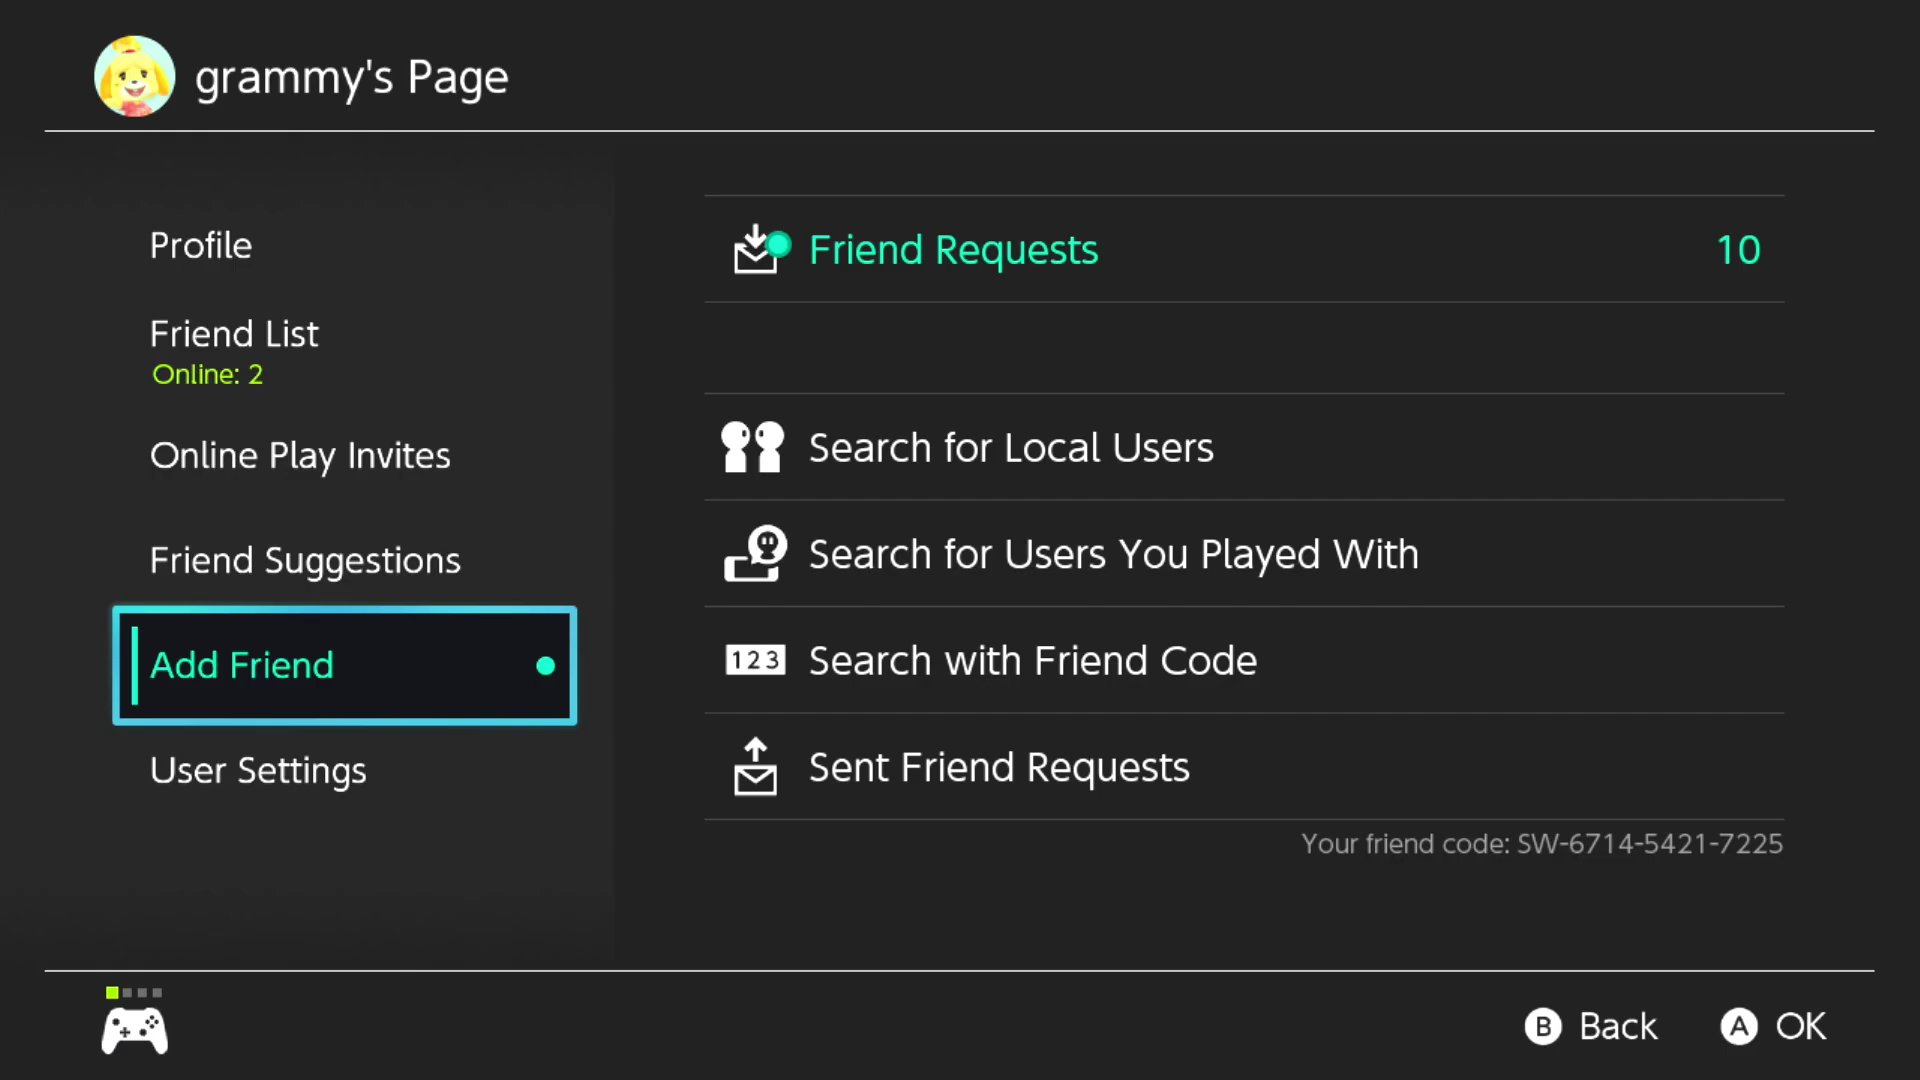 grammy's Page
Profile
Friend List
Online: 2
Online Play Invites
Friend Suggestions
Add Friend
User Settings
Friend Requests 10
Search for Local Users
Search for Users You Played With
123 Search with Friend Code
Sent Friend Requests
Your friend code: SW-6714-5421-7225
B Back A OK